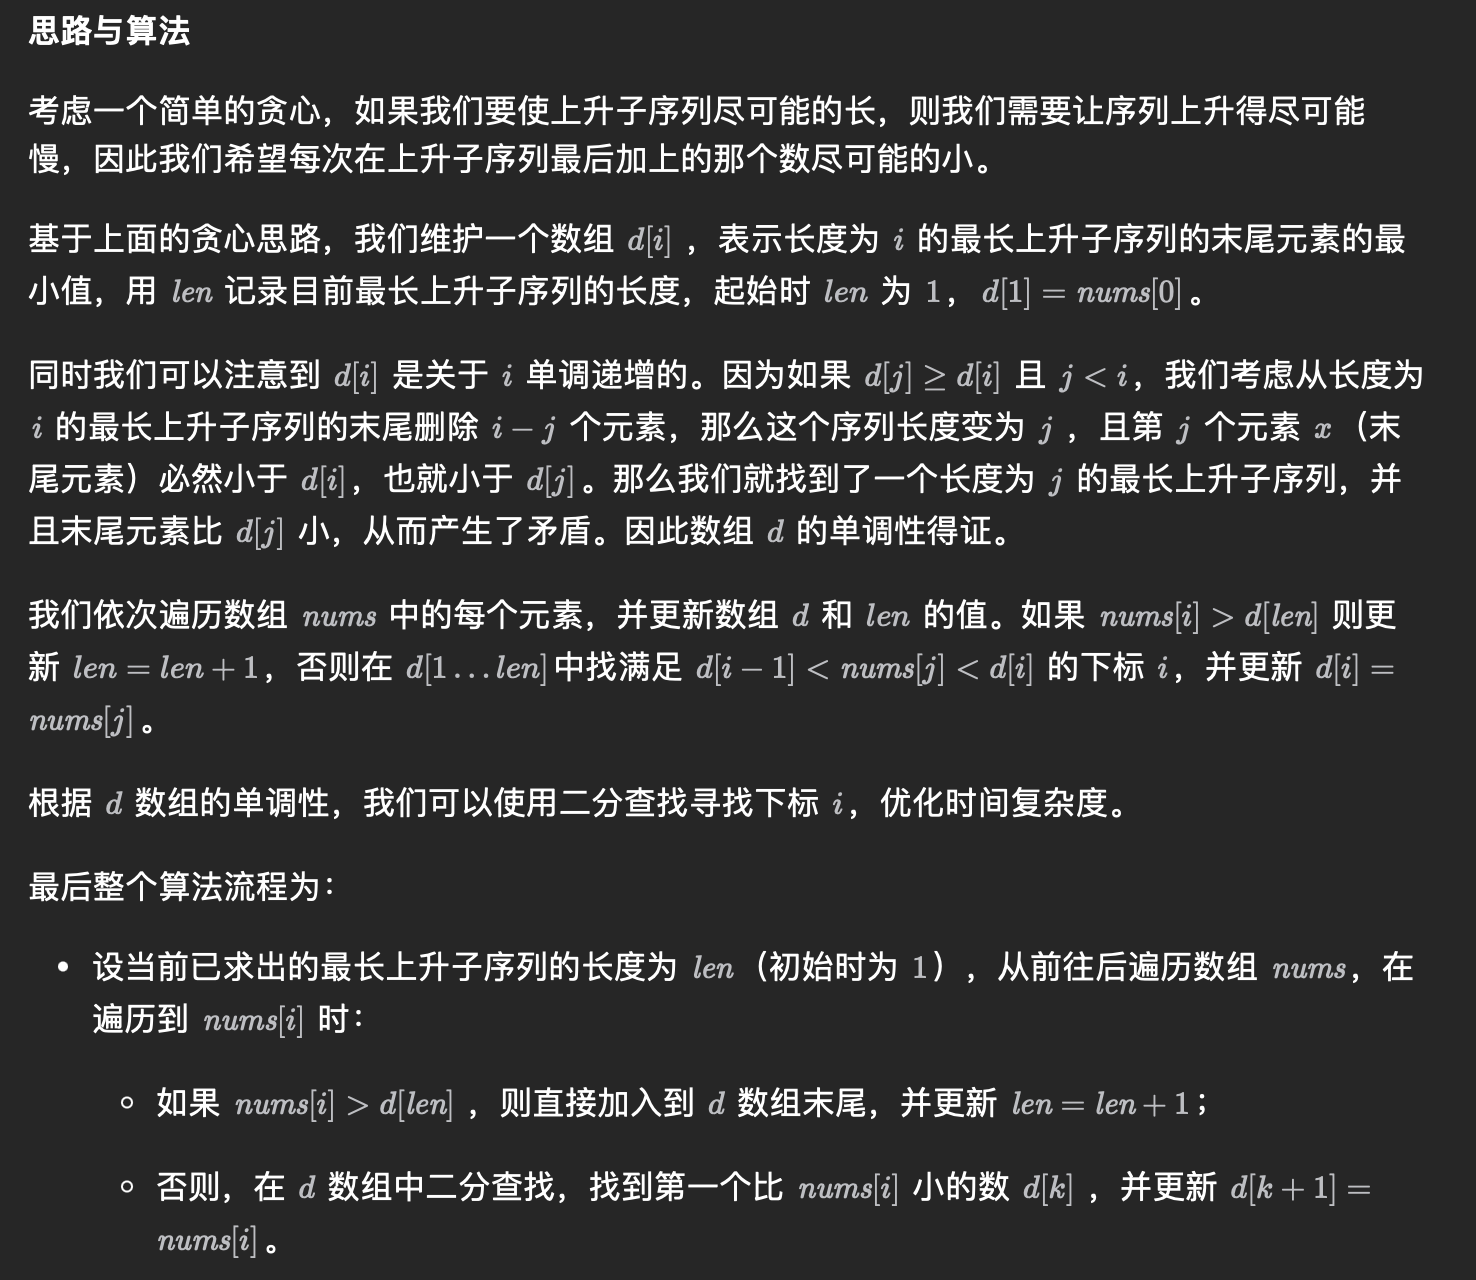 思路与算法
考虑一个简单的贪心，如果我们要使上升子序列尽可能的长，则我们需要让序列上升得尽可能
慢，因此我们希望每次在上升子序列最后加上的那个数尽可能的小。
基于上面的贪心思路，我们维护一个数组 d[i] ，表示长度为 i 的最长上升子序列的末尾元素的最
小值，用 len 记录目前最长上升子序列的长度，起始时 len 为 1，d[1] = nums[0]。
同时我们可以注意到 d[i] 是关于 i 单调递增的。因为如果 d[j] ≥ d[i] 且 j < i，我们考虑从长度为
i 的最长上升子序列的末尾删除 i − j 个元素，那么这个序列长度变为 j ，且第 j 个元素 x （末
尾元素）必然小于 d[i]，也就小于 d[j]。那么我们就找到了一个长度为 j 的最长上升子序列，并
且末尾元素比 d[j] 小，从而产生了矛盾。因此数组 d 的单调性得证。
我们依次遍历数组 nums 中的每个元素，并更新数组 d 和 len 的值。如果 nums[i] > d[len] 则更
新 len = len + 1，否则在 d[1…len]中找满足 d[i − 1] < nums[j] < d[i] 的下标 i，并更新 d[i] =
nums[j]。
根据 d 数组的单调性，我们可以使用二分查找寻找下标 i，优化时间复杂度。
最后整个算法流程为：
• 设当前已求出的最长上升子序列的长度为 len（初始时为 1），从前往后遍历数组 nums，在
遍历到 nums[i] 时：
◦ 如果 nums[i] > d[len] ，则直接加入到 d 数组末尾，并更新 len = len + 1；
◦ 否则，在 d 数组中二分查找，找到第一个比 nums[i] 小的数 d[k] ，并更新 d[k + 1] =
nums[i]。